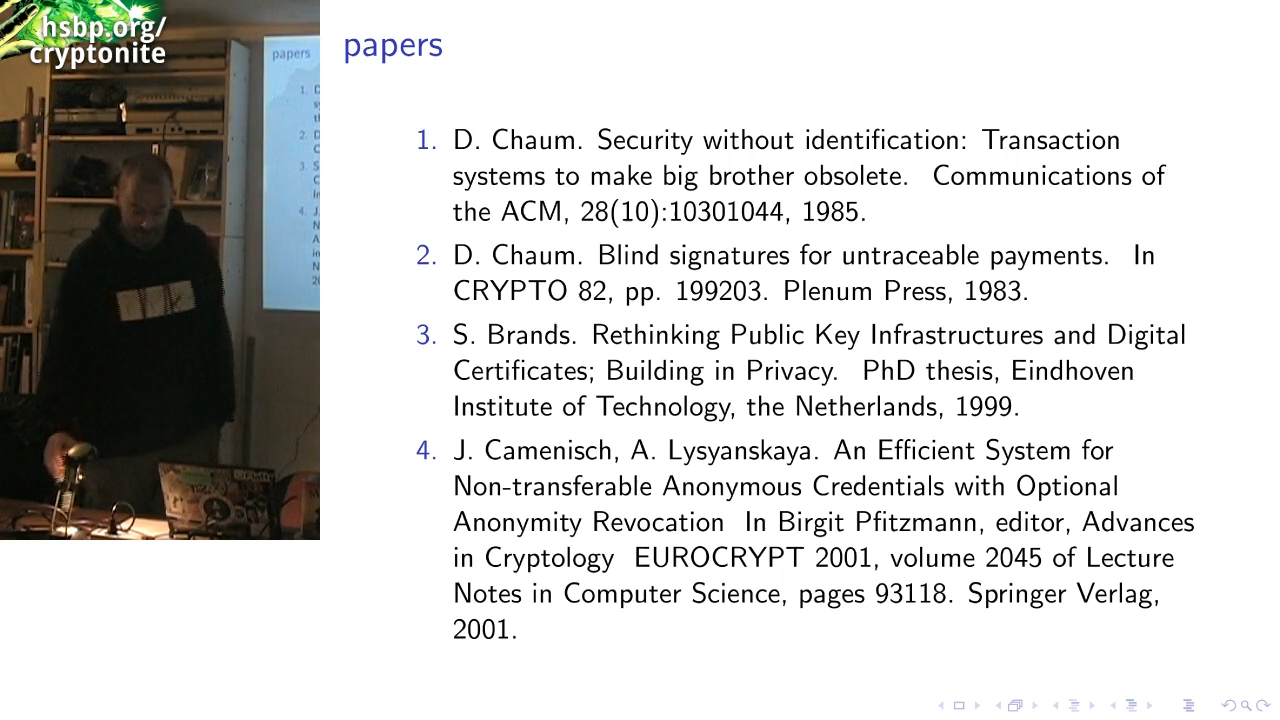 hsbp.org/
cryptonite
papers
papers
1. D. Chaum. Security without identification: Transaction
systems to make big brother obsolete. Communications of
the ACM, 28(10):10301044, 1985.
2. D. Chaum. Blind signatures for untraceable payments. In
CRYPTO 82, pp. 199203. Plenum Press, 1983.
3. S. Brands. Rethinking Public Key Infrastructures and Digital
Certificates; Building in Privacy. PhD thesis, Eindhoven
Institute of Technology, the Netherlands, 1999.
4. J. Camenisch, A. Lysyanskaya. An Efficient System for
Non-transferable Anonymous Credentials with Optional
Anonymity Revocation In Birgit Pfitzmann, editor, Advances
in Cryptology EUROCRYPT 2001, volume 2045 of Lecture
Notes in Computer Science, pages 93118. Springer Verlag,
2001.